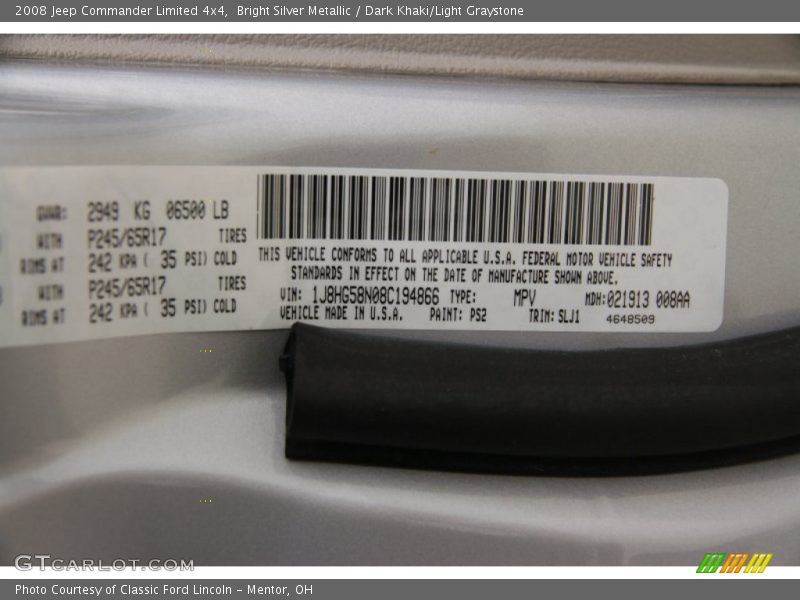 2008 Jeep Commander Limited 4x4,  Bright Silver Metallic / Dark Khaki/Light Graystone
GVWR: 2949 KG 06500 LB
WITH P245/65R17 TIRES
RIMS AT 242 KPA ( 35 PSI) COLD
WITH P245/65R17 TIRES
RIMS AT 242 KPA ( 35 PSI) COLD
THIS VEHICLE CONFORMS TO ALL APPLICABLE U.S.A. FEDERAL MOTOR VEHICLE SAFETY
STANDARDS IN EFFECT ON THE DATE OF MANUFACTURE SHOWN ABOVE.
VIN: 1J8HG58N08C194866 TYPE: MPV MDH:021913 008AA
VEHICLE MADE IN U.S.A. PAINT: PS2 TRIM: SLJ1 4648509
GTCARLOT.COM
Photo Courtesy of Classic Ford Lincoln - Mentor, OH